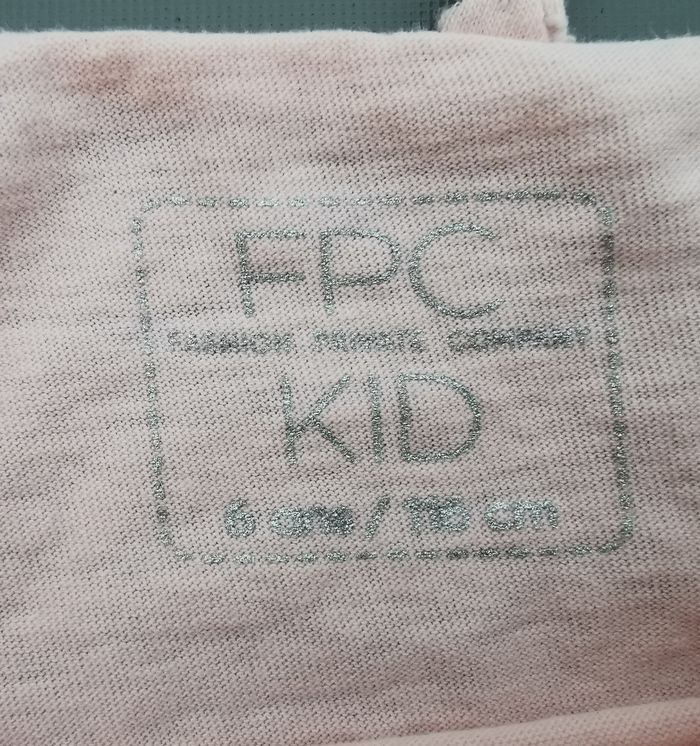 FPC
FASHION PRIVATE COMPANY
KID
6 ans / 116 cm